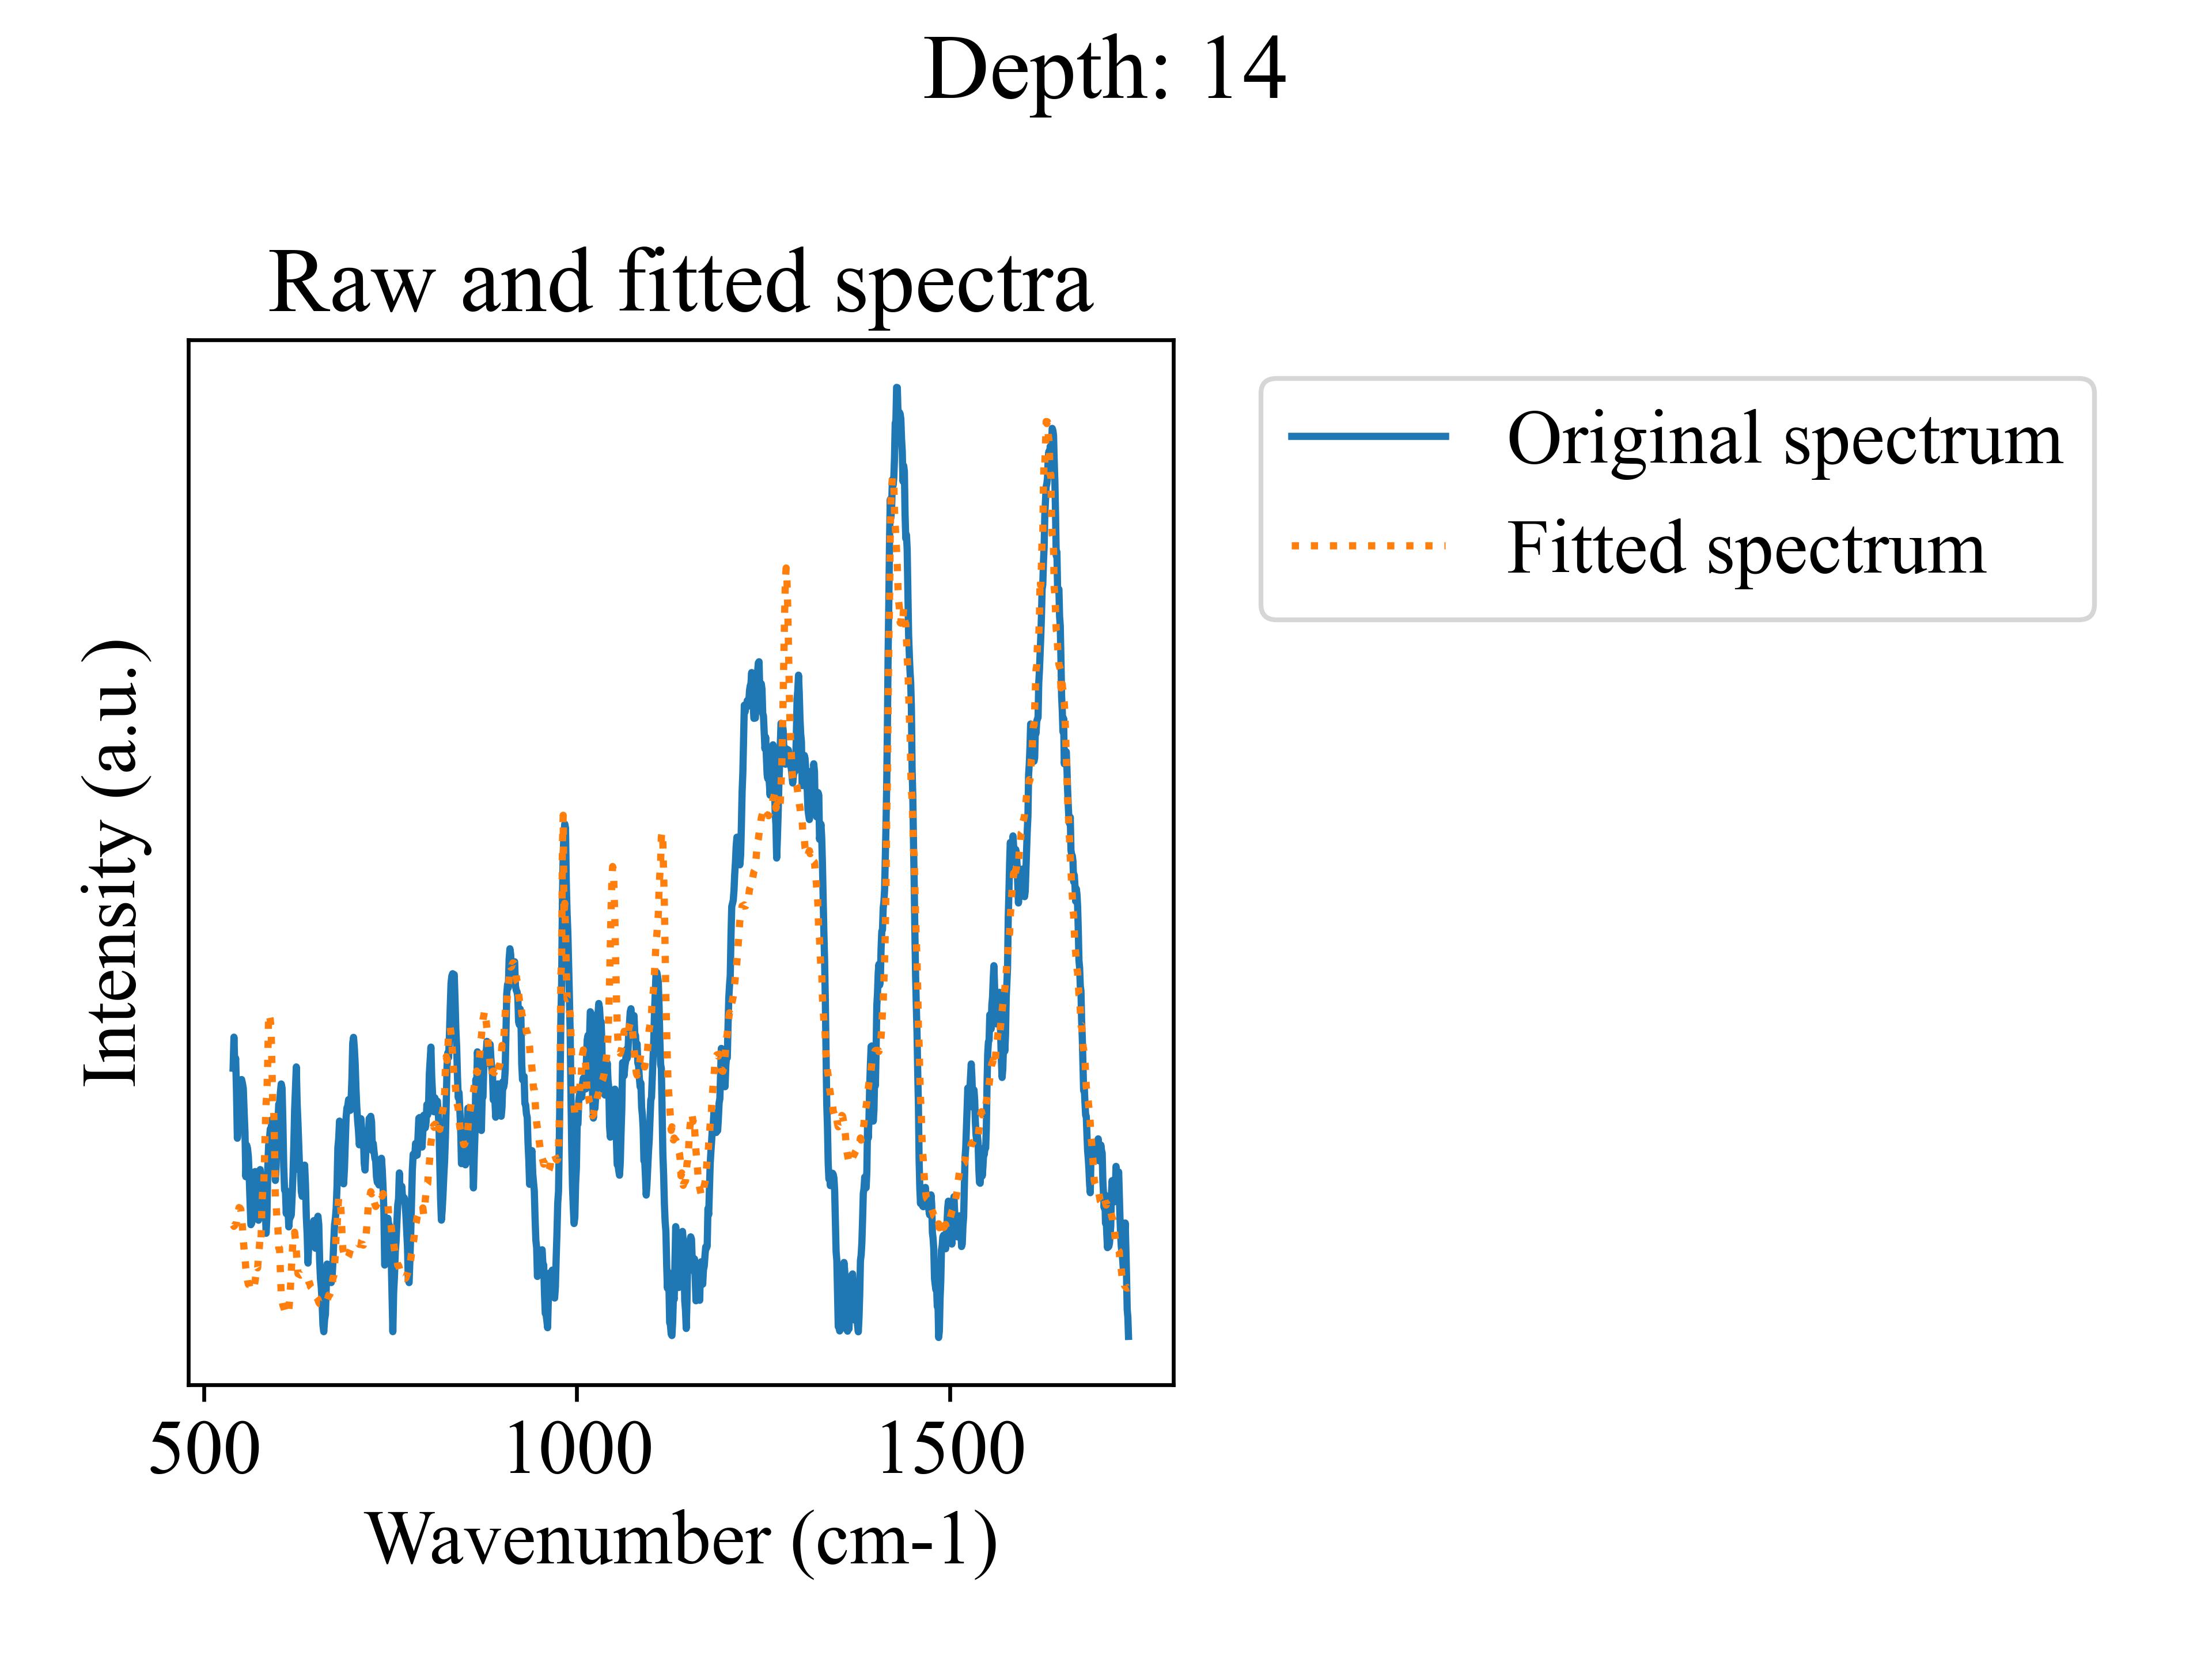 Depth: 14
Raw and fitted spectra
Original spectrum
Fitted spectrum
Intensity (a.u.)
500 1000 1500
Wavenumber (cm-1)